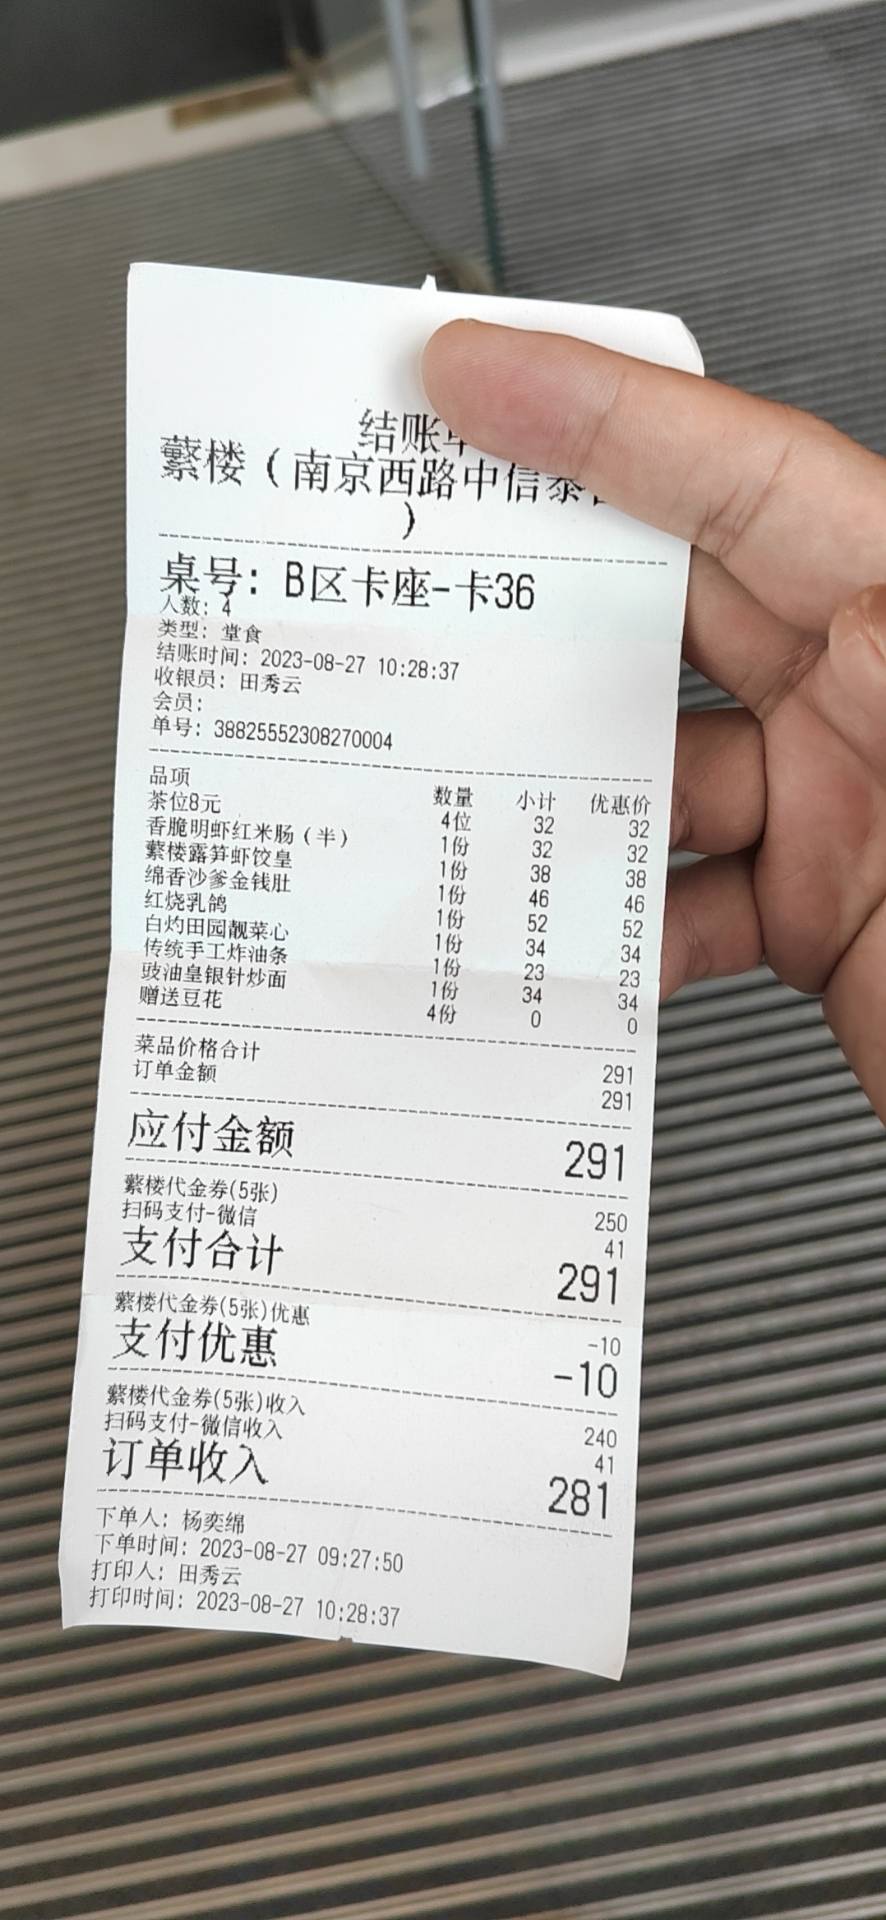 结账单
蘩楼（南京西路中信泰
）
桌号: B区卡座-卡36
人数: 4
类型: 堂食
结账时间: 2023-08-27 10:28:37
收银员: 田秀云
会员:
单号: 38825552308270004
品项 数量 小计 优惠价
茶位8元 4位 32 32
香脆明虾红米肠（半） 1份 32 32
蘩楼露笋虾饺皇 1份 38 38
绵香沙爹金钱肚 1份 46 46
红烧乳鸽 1份 52 52
白灼田园靓菜心 1份 34 34
传统手工炸油条 1份 23 23
豉油皇银针炒面 1份 34 34
赠送豆花 4份 0 0
菜品价格合计 291
订单金额 291
应付金额 291
蘩楼代金券(5张) 250
扫码支付-微信 41
支付合计 291
蘩楼代金券(5张)优惠 -10
支付优惠 -10
蘩楼代金券(5张)收入 240
扫码支付-微信收入 41
订单收入 281
下单人: 杨奕绵
下单时间: 2023-08-27 09:27:50
打印人: 田秀云
打印时间: 2023-08-27 10:28:37